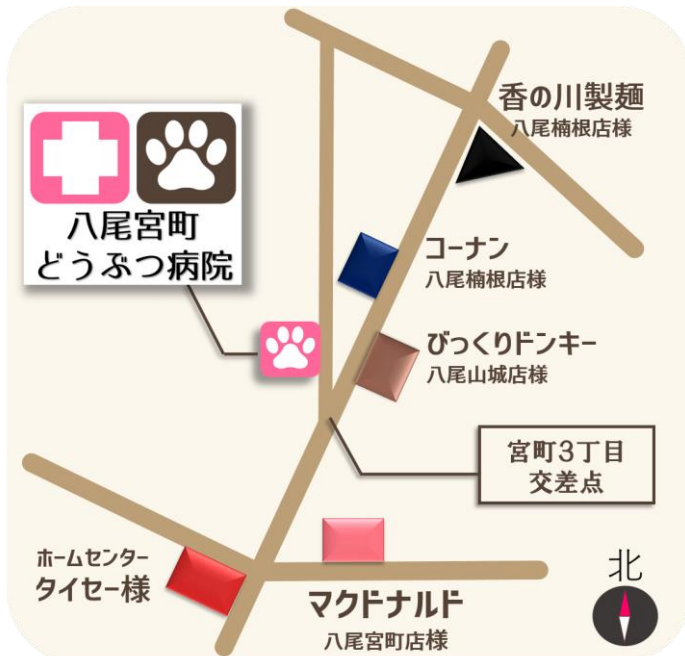 香の川製麺
八尾楠根店様
八尾宮町
どうぶつ病院
コーナン
八尾楠根店様
びっくりドンキー
八尾山城店様
宮町3丁目
交差点
ホームセンター
タイセー様
マクドナルド
八尾宮町店様
北